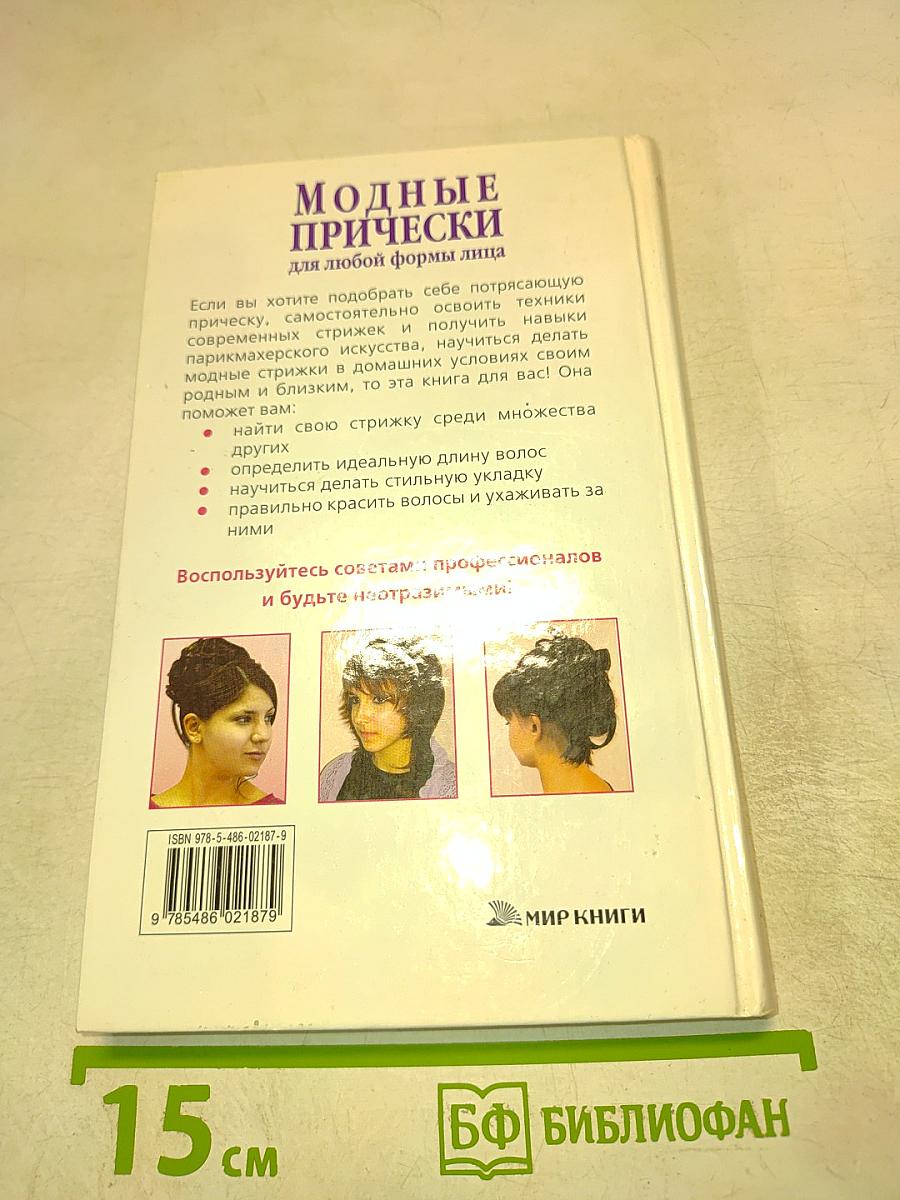 МОДНЫЕ
ПРИЧЕСКИ
для любой формы лица
Если вы хотите подобрать себе потрясающую
прическу, самостоятельно освоить техники
современных стрижек и получить навыки
парикмахерского искусства, научиться делать
модные стрижки в домашних условиях своим
родным и близким, то эта книга для вас! Она
поможет вам:
• найти свою стрижку среди множества
других
• определить идеальную длину волос
• научиться делать стильную укладку
• правильно красить волосы и ухаживать за
ними
Воспользуйтесь советами профессионалов
и будьте неотразимыми!
ISBN 978-5-486-02187-9
9 785486 021879
МИР КНИГИ
15 см
БФ БИБЛИОФАН